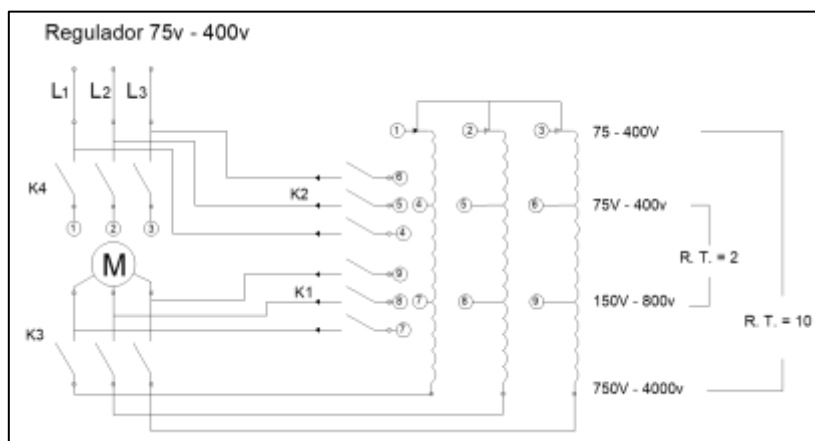 Regulador 75v - 400v
L1 L2 L3
1 2 3 75 - 400V
6
K4 K2 5 4 5 6 75V - 400v
1 2 3 4
R. T. = 2
M 9
K1 8 7 8 9 150V - 800v
7 R. T. = 10
K3
750V - 4000v